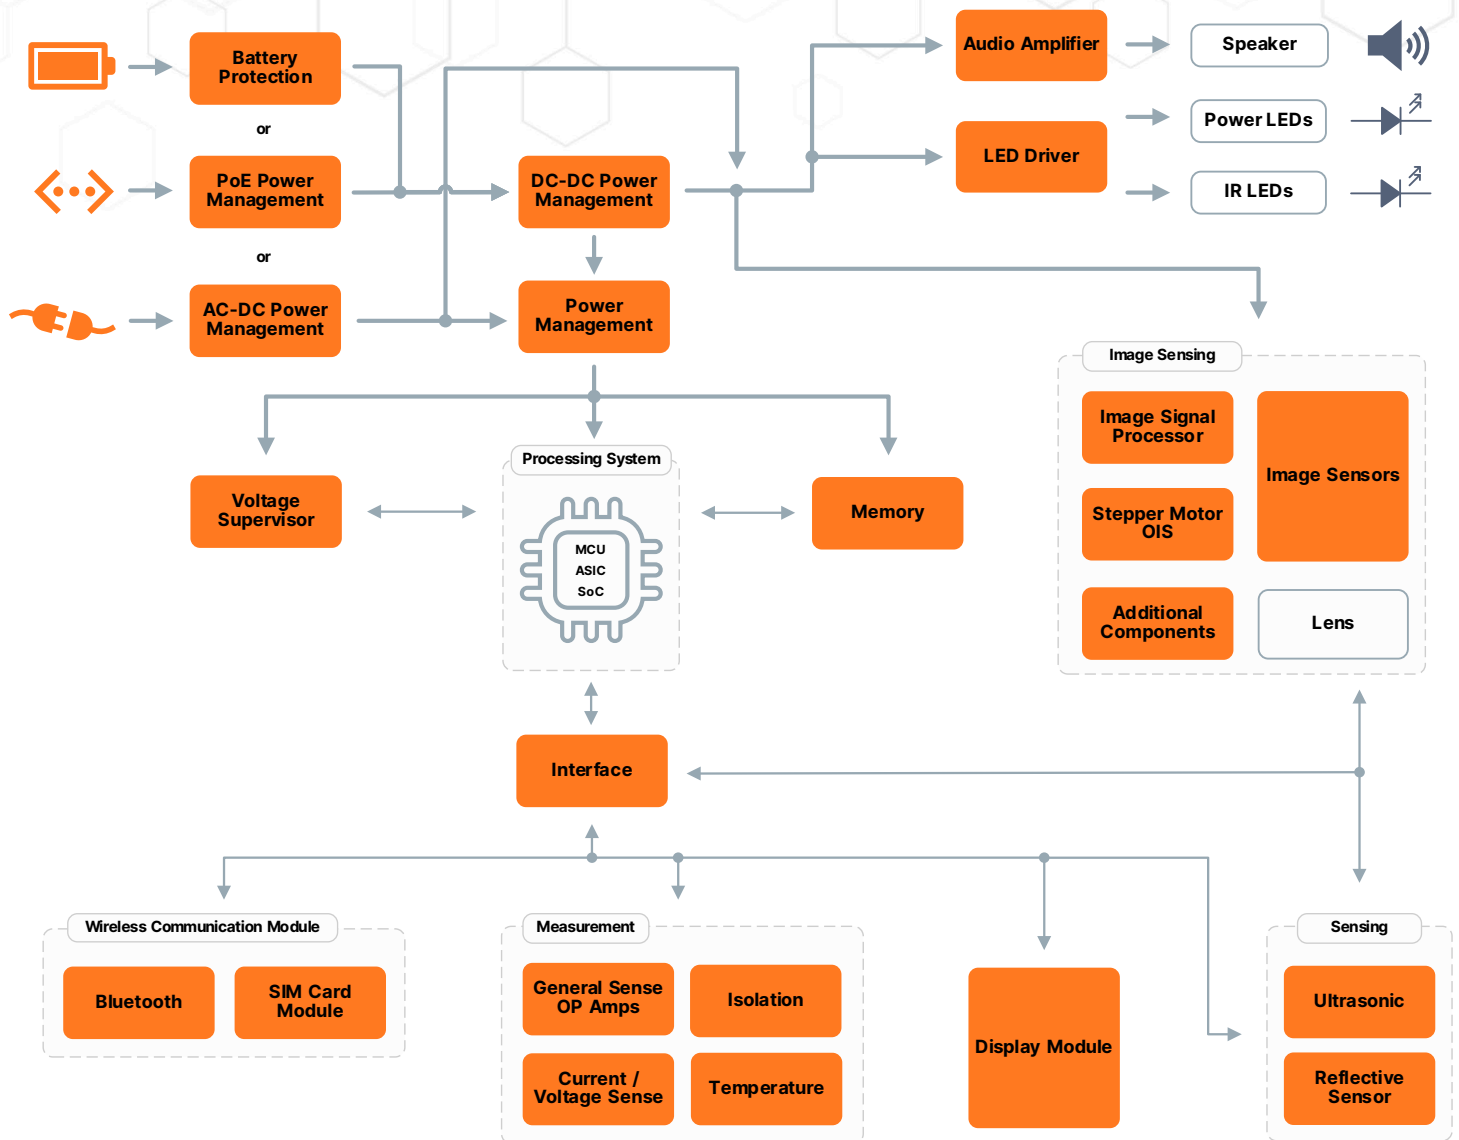 Battery
Protection
or
PoE Power
Management
or
AC-DC Power
Management
DC-DC Power
Management
Power
Management
Audio Amplifier
Speaker
LED Driver
Power LEDs
IR LEDs
Voltage
Supervisor
Processing System
MCU
ASIC
SoC
Memory
Image Sensing
Image Signal
Processor
Image Sensors
Stepper Motor
OIS
Additional
Components
Lens
Interface
Wireless Communication Module
Bluetooth
SIM Card
Module
Measurement
General Sense
OP Amps
Isolation
Current /
Voltage Sense
Temperature
Display Module
Sensing
Ultrasonic
Reflective
Sensor